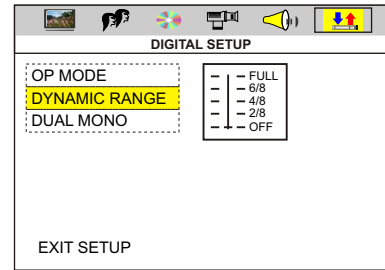 DIGITAL SETUP
OP MODE
DYNAMIC RANGE
DUAL MONO
FULL
6/8
4/8
2/8
OFF
EXIT SETUP